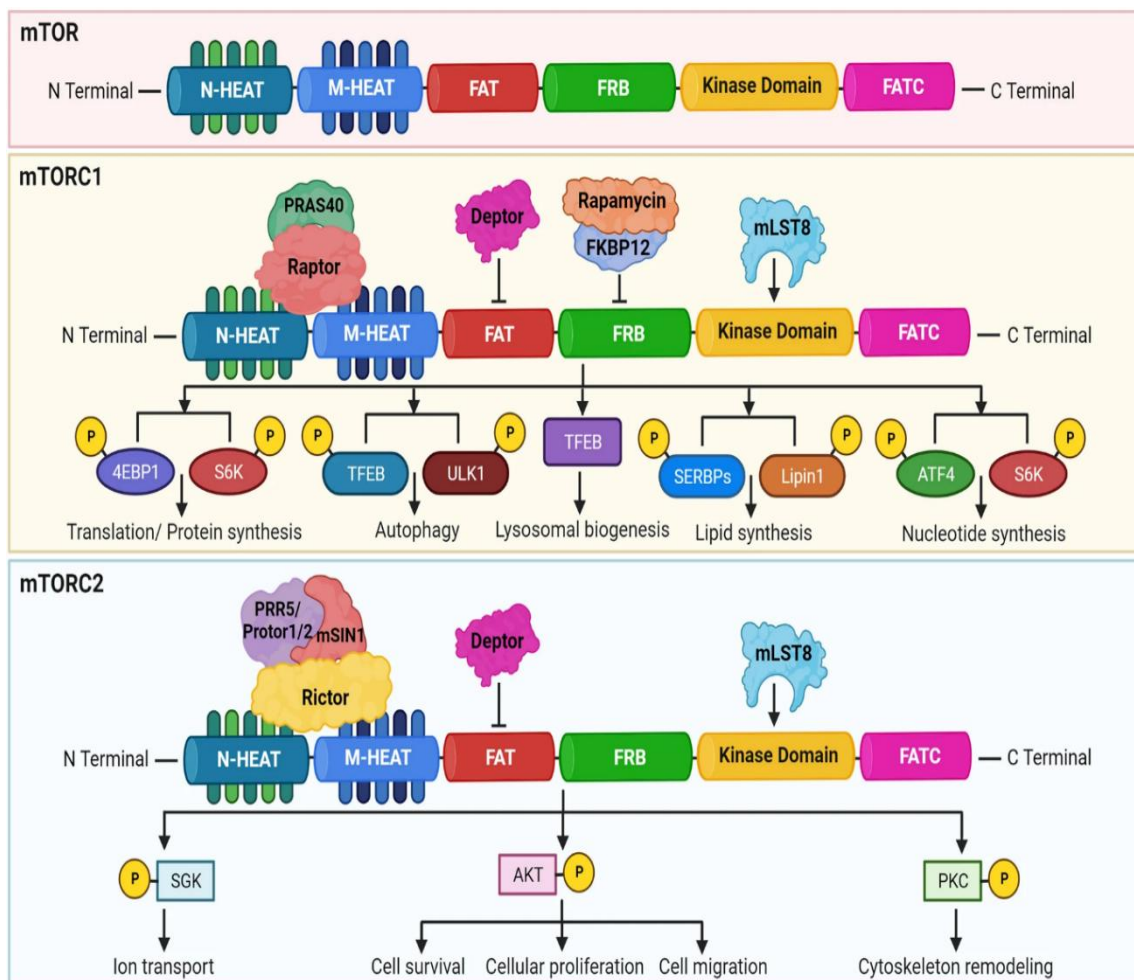 mTOR
N Terminal
N-HEAT
M-HEAT
FAT
FRB
Kinase Domain
FATC
C Terminal
mTORC1
PRAS40
Raptor
Deptor
Rapamycin
FKBP12
mLST8
N Terminal
N-HEAT
M-HEAT
FAT
FRB
Kinase Domain
FATC
C Terminal
P
4EBP1
S6K
P
P
TFEB
ULK1
P
TFEB
P
SERBPs
Lipin1
P
P
ATF4
S6K
P
Translation/ Protein synthesis
Autophagy
Lysosomal biogenesis
Lipid synthesis
Nucleotide synthesis
mTORC2
PRR5/
Protor1/2
mSIN1
Rictor
Deptor
mLST8
N Terminal
N-HEAT
M-HEAT
FAT
FRB
Kinase Domain
FATC
C Terminal
P
SGK
AKT
P
PKC
P
Ion transport
Cell survival
Cellular proliferation
Cell migration
Cytoskeleton remodeling